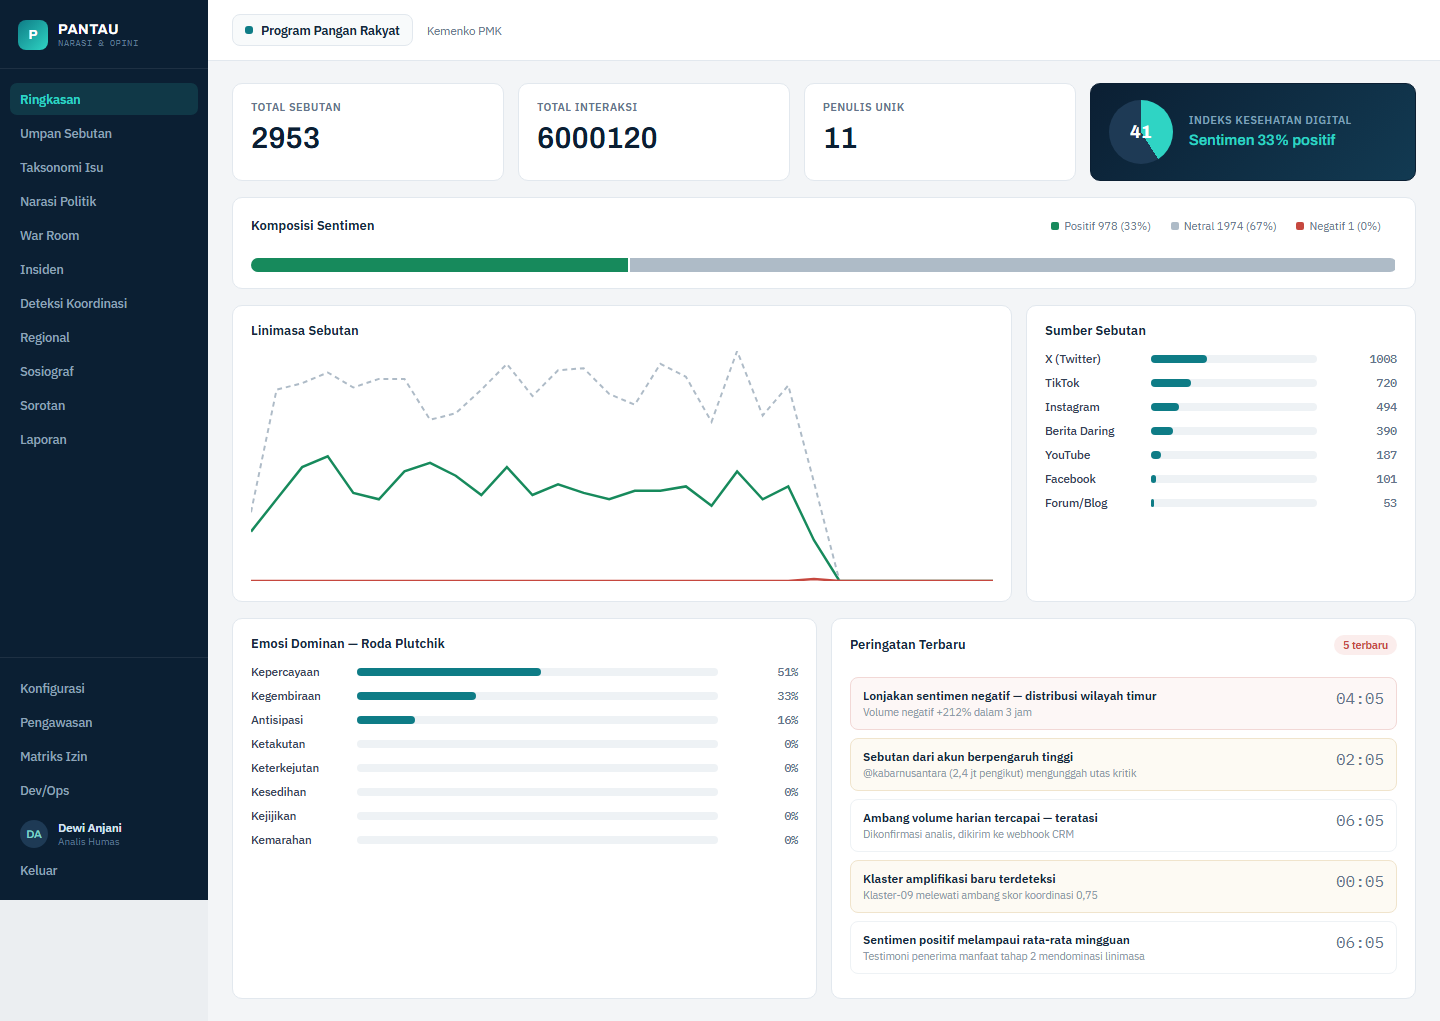 P
PANTAU
NARASI & OPINI
Ringkasan
Umpan Sebutan
Taksonomi Isu
Narasi Politik
War Room
Insiden
Deteksi Koordinasi
Regional
Sosiograf
Sorotan
Laporan
Konfigurasi
Pengawasan
Matriks Izin
Dev/Ops
DA
Dewi Anjani
Analis Humas
Keluar
Program Pangan Rakyat
Kemenko PMK
TOTAL SEBUTAN
2953
TOTAL INTERAKSI
6000120
PENULIS UNIK
11
41
INDEKS KESEHATAN DIGITAL
Sentimen 33% positif
Komposisi Sentimen
Positif 978 (33%)
Netral 1974 (67%)
Negatif 1 (0%)
Linimasa Sebutan
Sumber Sebutan
X (Twitter) 1008
TikTok 720
Instagram 494
Berita Daring 390
YouTube 187
Facebook 101
Forum/Blog 53
Emosi Dominan — Roda Plutchik
Kepercayaan 51%
Kegembiraan 33%
Antisipasi 16%
Ketakutan 0%
Keterkejutan 0%
Kesedihan 0%
Kejijikan 0%
Kemarahan 0%
Peringatan Terbaru
5 terbaru
Lonjakan sentimen negatif — distribusi wilayah timur
Volume negatif +212% dalam 3 jam
04:05
Sebutan dari akun berpengaruh tinggi
@kabarnusantara (2,4 jt pengikut) mengunggah utas kritik
02:05
Ambang volume harian tercapai — teratasi
Dikonfirmasi analis, dikirim ke webhook CRM
06:05
Klaster amplifikasi baru terdeteksi
Klaster-09 melewati ambang skor koordinasi 0,75
00:05
Sentimen positif melampaui rata-rata mingguan
Testimoni penerima manfaat tahap 2 mendominasi linimasa
06:05